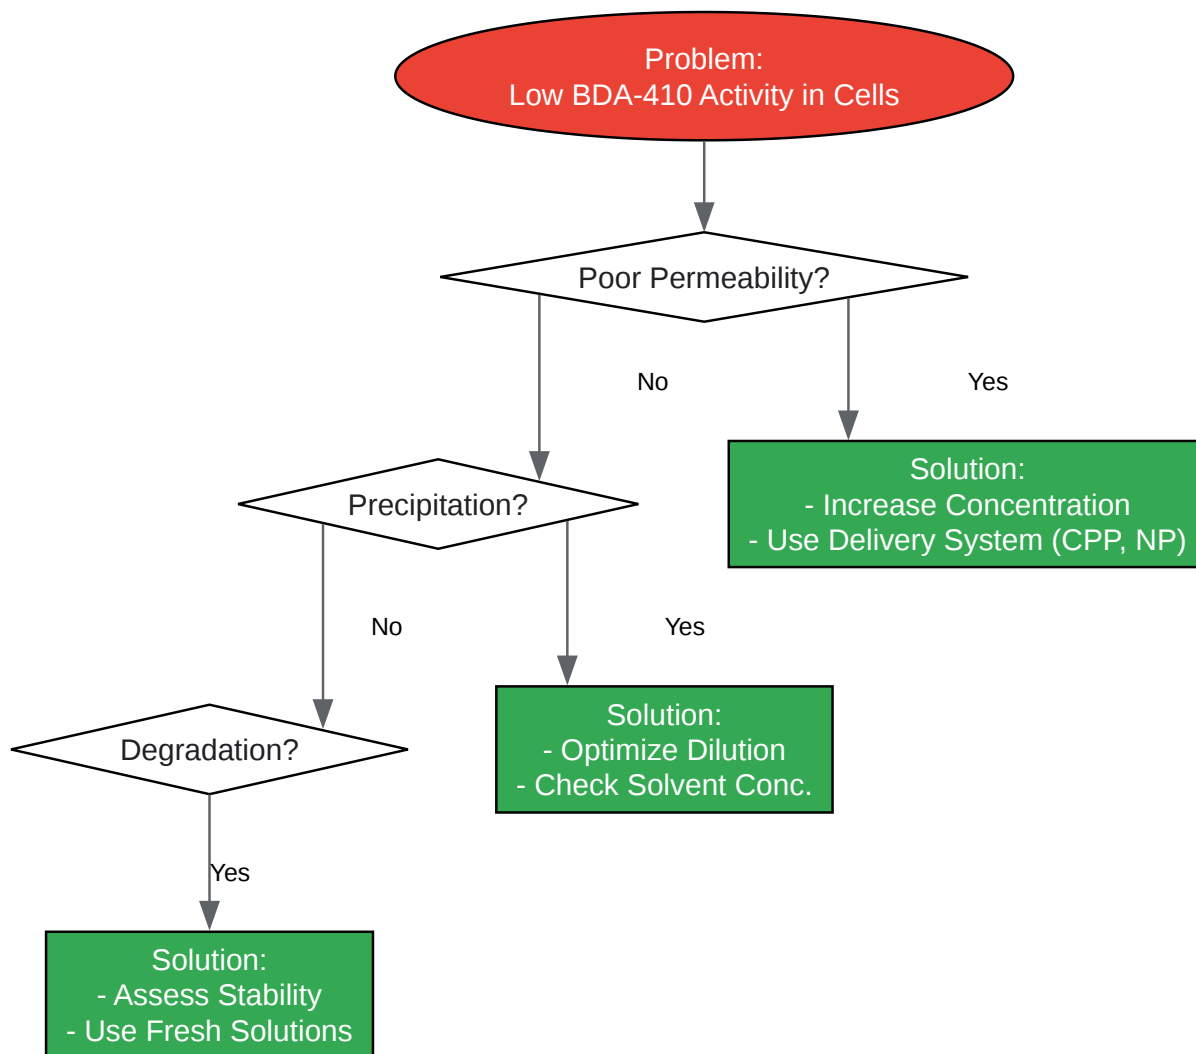 Problem:
Low BDA-410 Activity in Cells
Poor Permeability?
No
Yes
Solution:
- Increase Concentration
- Use Delivery System (CPP, NP)
Precipitation?
No
Yes
Solution:
- Optimize Dilution
- Check Solvent Conc.
Degradation?
Yes
Solution:
- Assess Stability
- Use Fresh Solutions